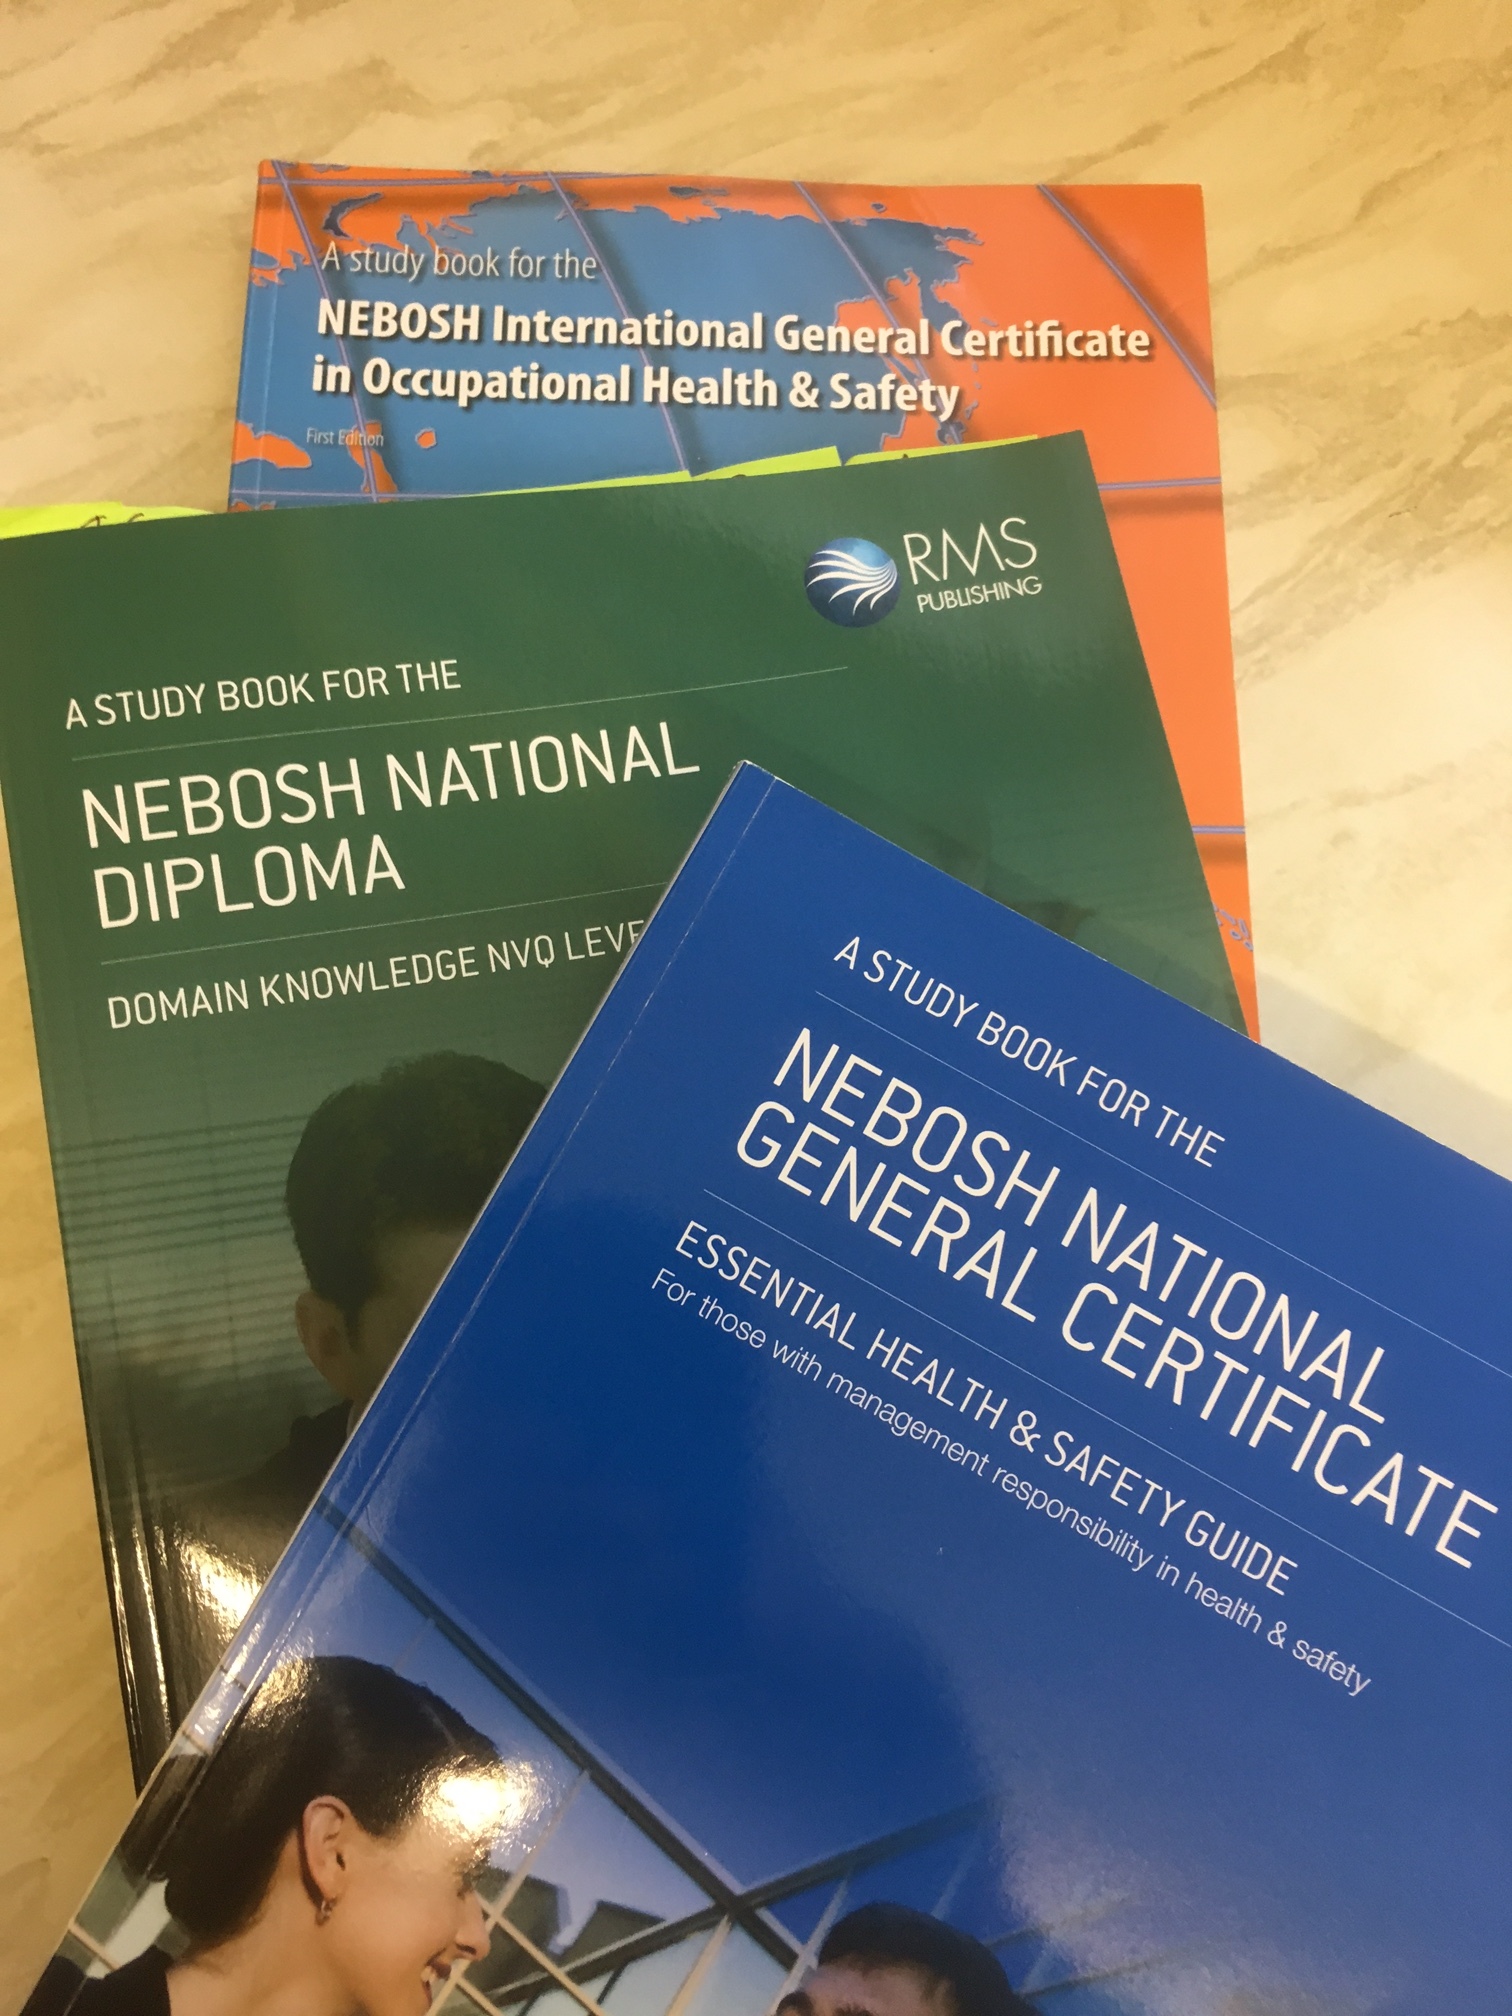 A study book for the
NEBOSH International General Certificate
in Occupational Health & Safety
First Edition
RMS
PUBLISHING
A STUDY BOOK FOR THE
NEBOSH NATIONAL
DIPLOMA
DOMAIN KNOWLEDGE NVQ
A STUDY BOOK FOR THE
NEBOSH NATIONAL
GENERAL CERTIFICATE
ESSENTIAL HEALTH & SAFETY GUIDE
For those with management responsibility in health & safety